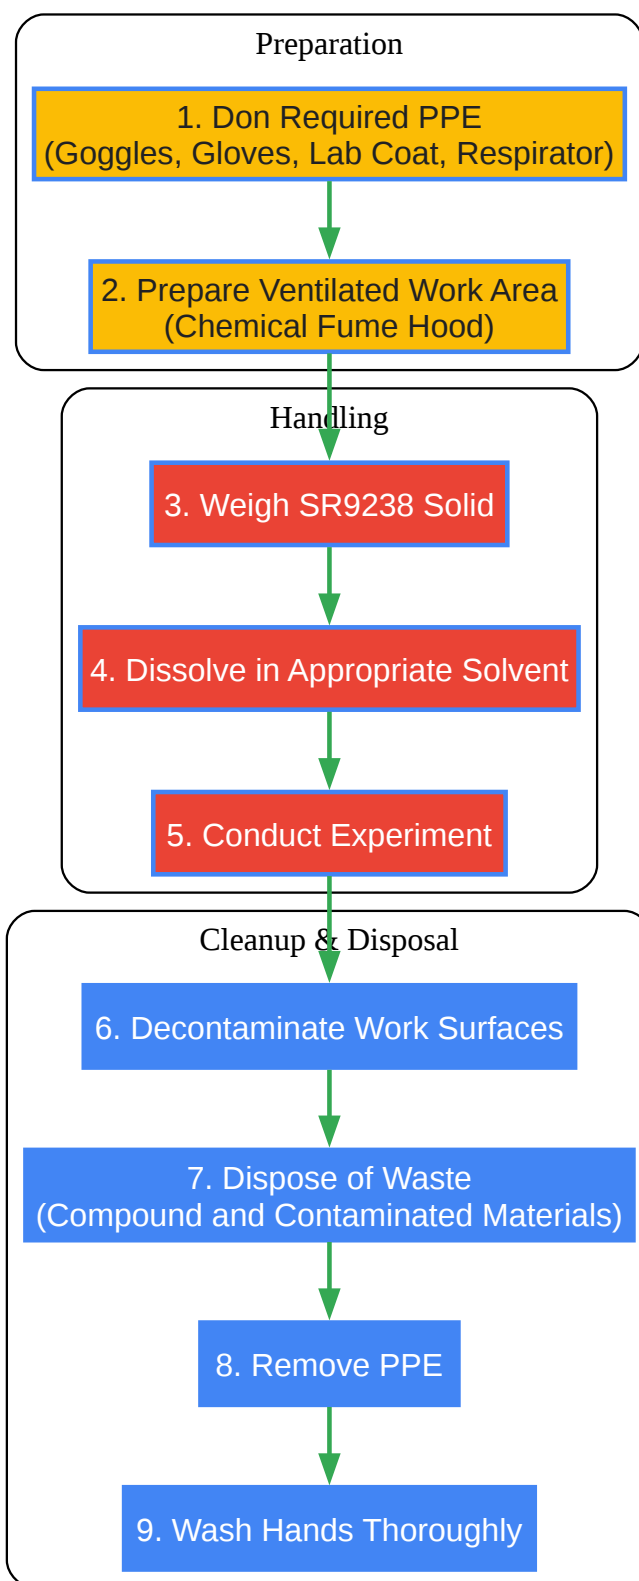 Preparation
1. Don Required PPE
(Goggles, Gloves, Lab Coat, Respirator)
2. Prepare Ventilated Work Area
(Chemical Fume Hood)
Handling
3. Weigh SR9238 Solid
4. Dissolve in Appropriate Solvent
5. Conduct Experiment
Cleanup & Disposal
6. Decontaminate Work Surfaces
7. Dispose of Waste
(Compound and Contaminated Materials)
8. Remove PPE
9. Wash Hands Thoroughly